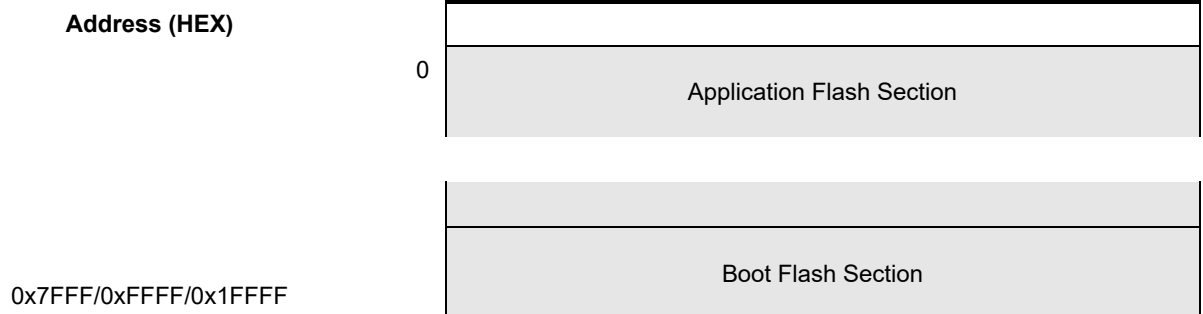 Address (HEX)
0
Application Flash Section
Boot Flash Section
0x7FFF/0xFFFF/0x1FFFF